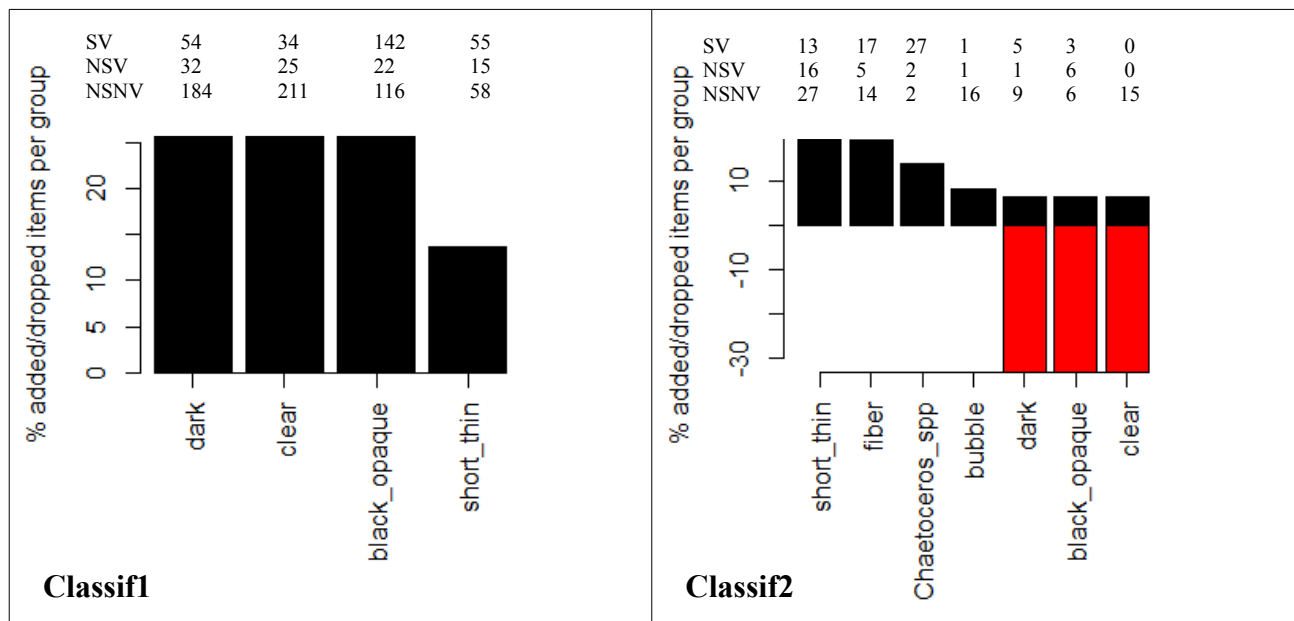 SV 54 34 142 55
NSV 32 25 22 15
NSNV 184 211 116 58
% added/dropped items per group
20
10
5
0
dark
clear
black_opaque
short_thin
Classif1
SV 13 17 27 1 5 3 0
NSV 16 5 2 1 1 6 0
NSNV 27 14 2 16 9 6 15
% added/dropped items per group
10
-10
-30
short_thin
fiber
Chaetoceros_spp
bubble
dark
black_opaque
clear
Classif2